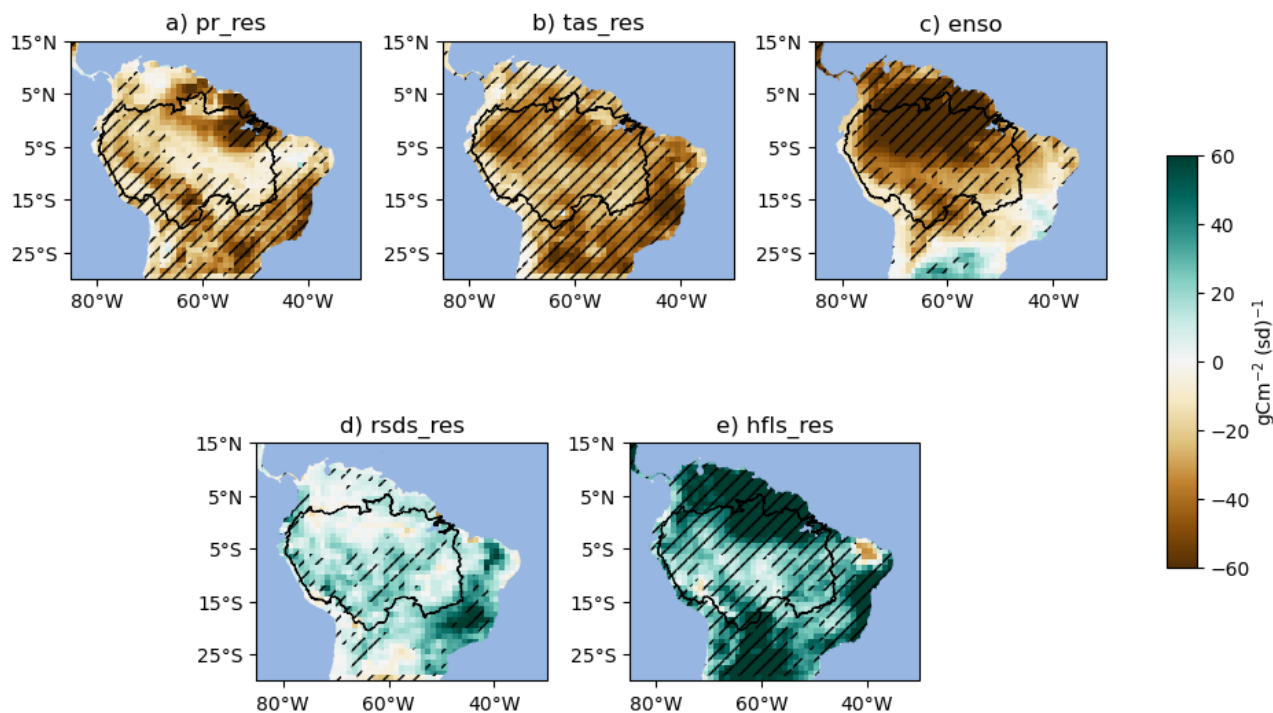 a) pr_res
b) tas_res
c) enso
15°N
15°N
15°N
5°N
5°N
5°N
5°S
5°S
5°S
15°S
15°S
15°S
25°S
25°S
25°S
80°W 60°W 40°W
80°W 60°W 40°W
80°W 60°W 40°W
d) rsds_res
e) hfls_res
15°N
15°N
5°N
5°N
5°S
5°S
15°S
15°S
25°S
25°S
80°W 60°W 40°W
80°W 60°W 40°W
60
40
20
0
−20
−40
−60
gCm⁻² (sd)⁻¹